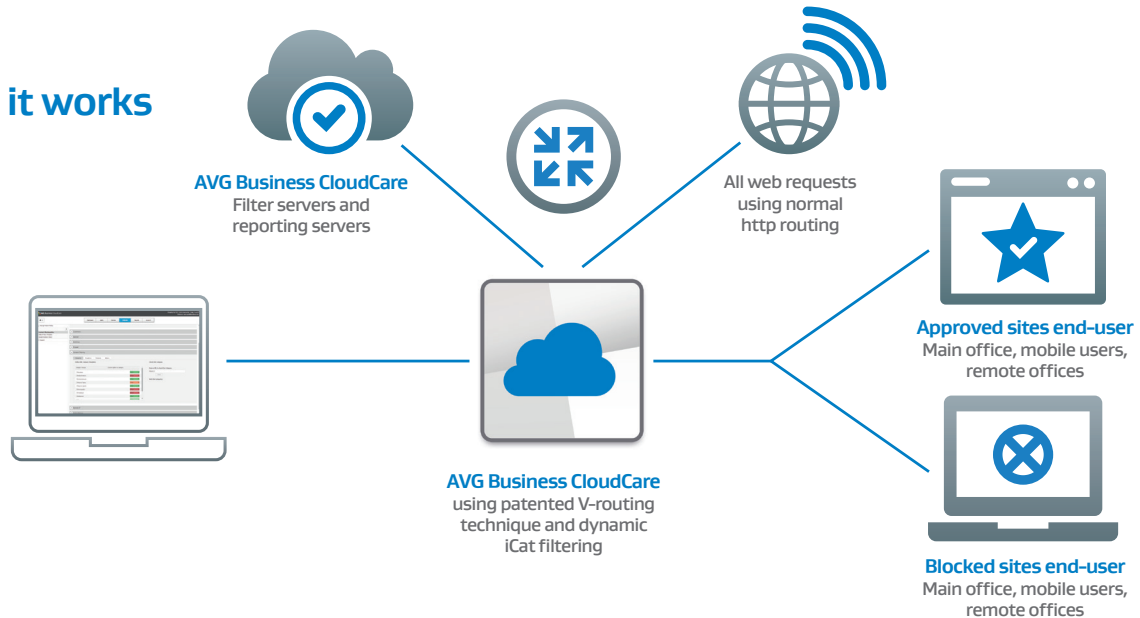 it works
AVG Business CloudCare
Filter servers and
reporting servers
All web requests
using normal
http routing
Approved sites end-user
Main office, mobile users,
remote offices
AVG Business CloudCare
using patented V-routing
technique and dynamic
iCat filtering
Blocked sites end-user
Main office, mobile users,
remote offices